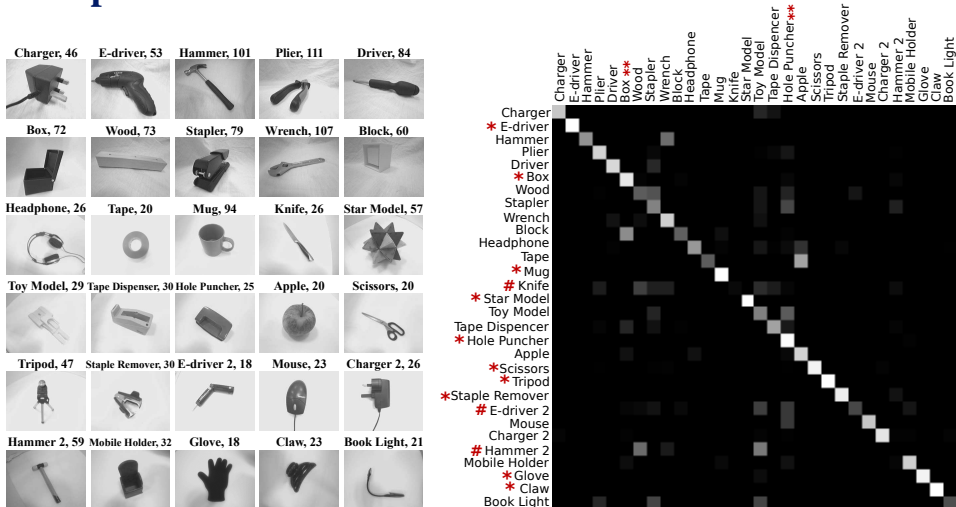 Charger, 46 E-driver, 53 Hammer, 101 Plier, 111 Driver, 84
Box, 72 Wood, 73 Stapler, 79 Wrench, 107 Block, 60
Headphone, 26 Tape, 20 Mug, 94 Knife, 26 Star Model, 57
Toy Model, 29 Tape Dispenser, 30 Hole Puncher, 25 Apple, 20 Scissors, 20
Tripod, 47 Staple Remover, 30 E-driver 2, 18 Mouse, 23 Charger 2, 26
Hammer 2, 59 Mobile Holder, 32 Glove, 18 Claw, 23 Book Light, 21
Charger
E-driver
Hammer
Plier
Driver
Box **
Wood
Stapler
Wrench
Block
Headphone
Tape
Mug
Knife
Star Model
Toy Model
Tape Dispencer
Hole Puncher**
Apple
Scissors
Tripod
Staple Remover
E-driver 2
Mouse
Charger 2
Hammer 2
Mobile Holder
Glove
Claw
Book Light
Charger
* E-driver
Hammer
Plier
Driver
* Box
Wood
Stapler
Wrench
Block
Headphone
Tape
* Mug
# Knife
* Star Model
Toy Model
Tape Dispencer
* Hole Puncher
Apple
* Scissors
* Tripod
* Staple Remover
# E-driver 2
Mouse
Charger 2
# Hammer 2
Mobile Holder
* Glove
* Claw
Book Light